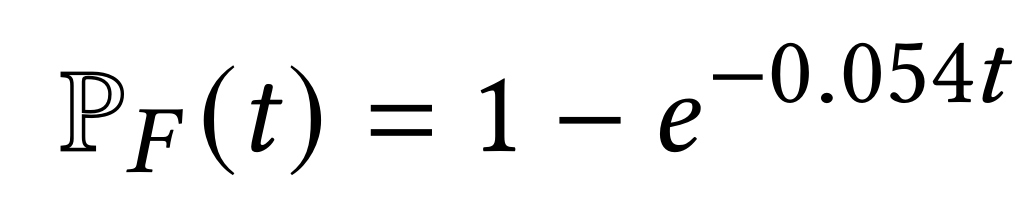 ℙ_F(t) = 1 − e^{−0.054t}